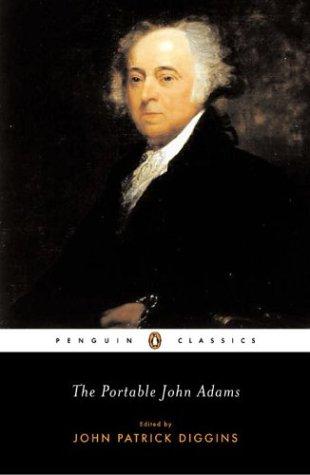 PENGUIN CLASSICS
The Portable John Adams
Edited by
JOHN PATRICK DIGGINS